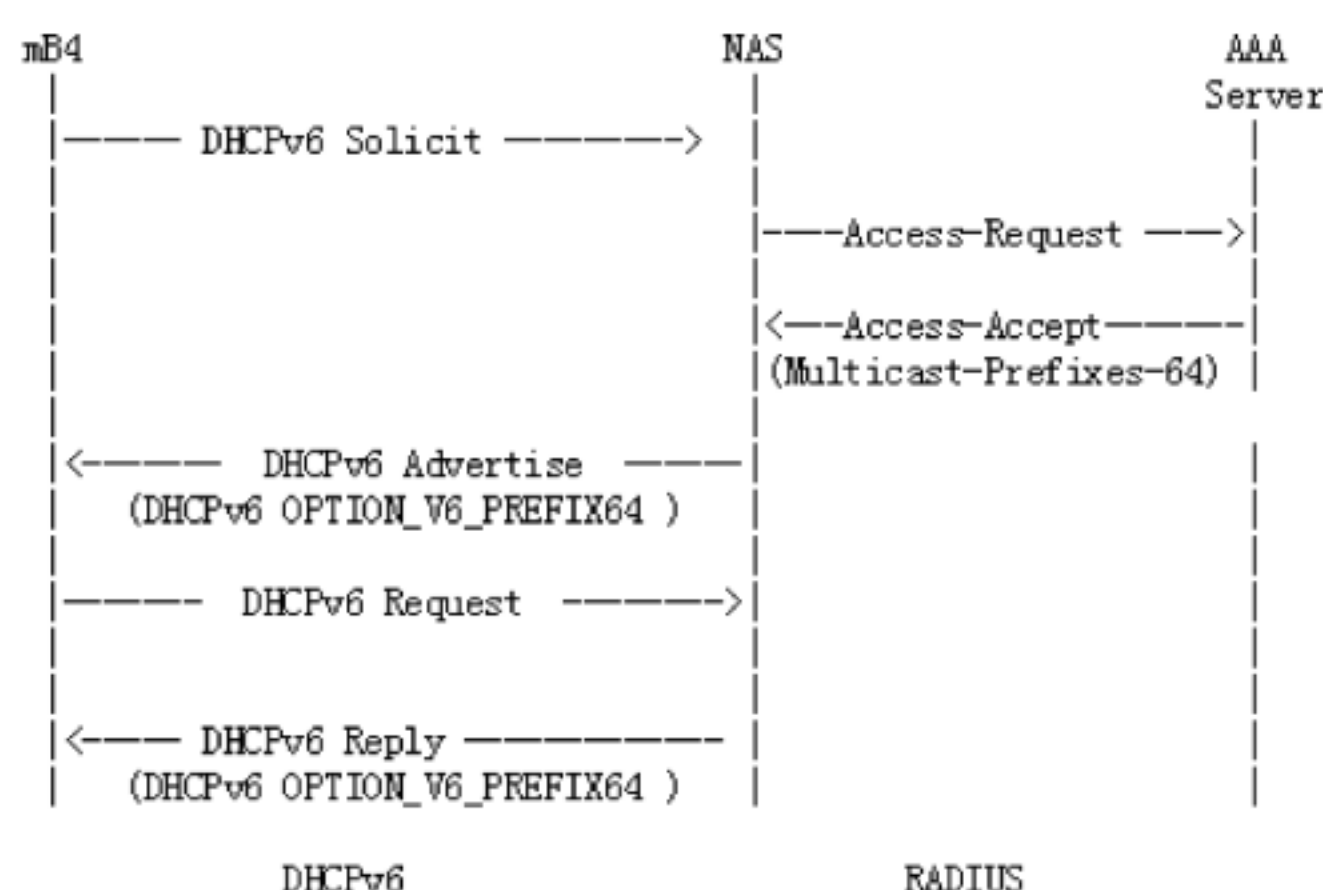 mB4 NAS AAA
Server
DHCPv6 Solicit
Access-Request
Access-Accept
(Multicast-Prefixes-64)
DHCPv6 Advertise
(DHCPv6 OPTION_V6_PREFIX64 )
DHCPv6 Request
DHCPv6 Reply
(DHCPv6 OPTION_V6_PREFIX64 )
DHCPv6 RADIUS